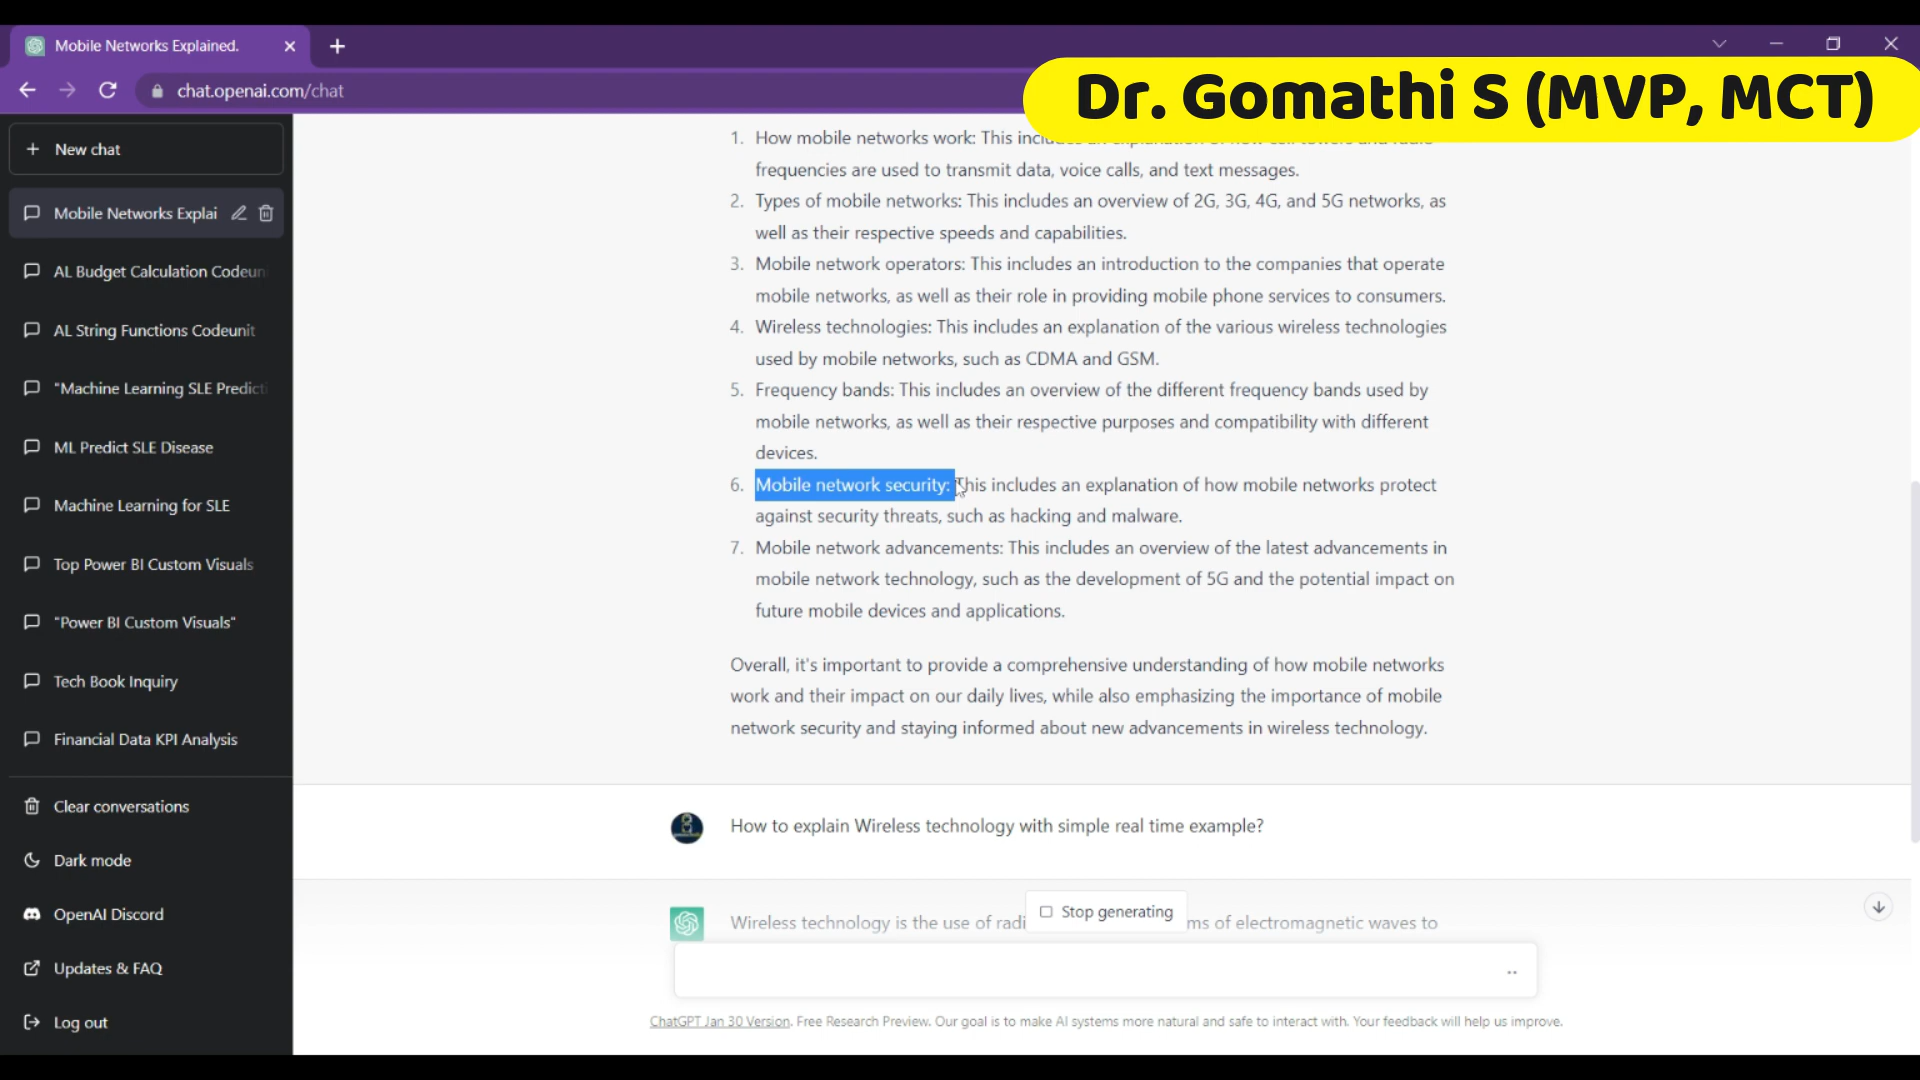 Mobile Networks Explained.
chat.openai.com/chat
Dr. Gomathi S (MVP, MCT)
New chat
Mobile Networks Explai
AL Budget Calculation Codeun
AL String Functions Codeunit
"Machine Learning SLE Predicti
ML Predict SLE Disease
Machine Learning for SLE
Top Power BI Custom Visuals
"Power BI Custom Visuals"
Tech Book Inquiry
Financial Data KPI Analysis
Clear conversations
Dark mode
OpenAI Discord
Updates & FAQ
Log out
1. How mobile networks work: This
frequencies are used to transmit data, voice calls, and text messages.
2. Types of mobile networks: This includes an overview of 2G, 3G, 4G, and 5G networks, as
well as their respective speeds and capabilities.
3. Mobile network operators: This includes an introduction to the companies that operate
mobile networks, as well as their role in providing mobile phone services to consumers.
4. Wireless technologies: This includes an explanation of the various wireless technologies
used by mobile networks, such as CDMA and GSM.
5. Frequency bands: This includes an overview of the different frequency bands used by
mobile networks, as well as their respective purposes and compatibility with different
devices.
6. Mobile network security: This includes an explanation of how mobile networks protect
against security threats, such as hacking and malware.
7. Mobile network advancements: This includes an overview of the latest advancements in
mobile network technology, such as the development of 5G and the potential impact on
future mobile devices and applications.
Overall, it's important to provide a comprehensive understanding of how mobile networks
work and their impact on our daily lives, while also emphasizing the importance of mobile
network security and staying informed about new advancements in wireless technology.
How to explain Wireless technology with simple real time example?
Wireless technology is the use of radi
Stop generating
ms of electromagnetic waves to
ChatGPT Jan 30 Version. Free Research Preview. Our goal is to make AI systems more natural and safe to interact with. Your feedback will help us improve.